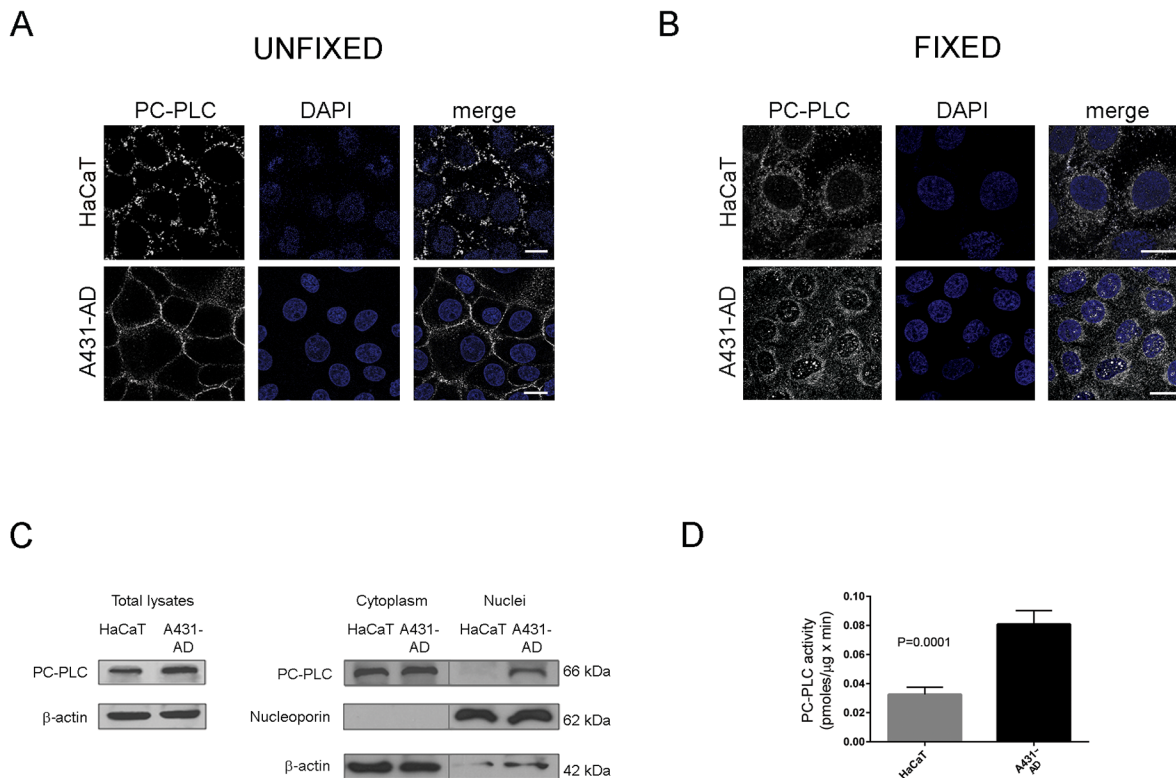 A
UNFIXED
PC-PLC DAPI merge
HaCaT
A431-AD
B
FIXED
PC-PLC DAPI merge
HaCaT
A431-AD
C
Total lysates
HaCaT A431-
AD
PC-PLC
β-actin
Cytoplasm Nuclei
HaCaT A431- HaCaT A431-
AD AD
PC-PLC 66 kDa
Nucleoporin 62 kDa
β-actin 42 kDa
D
PC-PLC activity
(pmoles/µg x min)
0.10
0.08
0.06
0.04
0.02
0.00
P=0.0001
HaCaT
A431-
AD